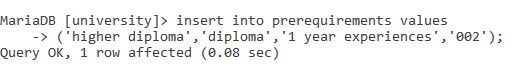 MariaDB [university]> insert into prerequirements values
    -> ('higher diploma','diploma','1 year experiences','002');
Query OK, 1 row affected (0.08 sec)